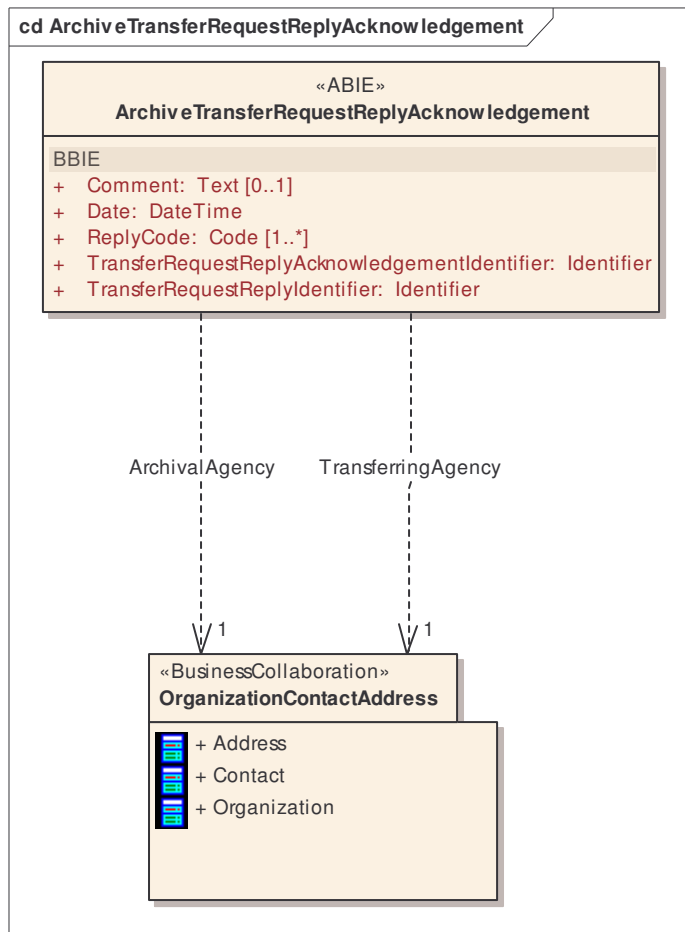 cd ArchiveTransferRequestReplyAcknowledgement
«ABIE»
ArchiveTransferRequestReplyAcknowledgement
BBIE
+ Comment: Text [0..1]
+ Date: DateTime
+ ReplyCode: Code [1..*]
+ TransferRequestReplyAcknowledgementIdentifier: Identifier
+ TransferRequestReplyIdentifier: Identifier
ArchivalAgency
TransferringAgency
1
1
«BusinessCollaboration»
OrganizationContactAddress
+ Address
+ Contact
+ Organization